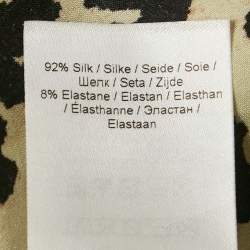 92% Silk / Silke / Seide / Soie /
Шелк / Seta / Zijde
8% Elastane / Elastan / Elasthan
/ Élasthanne / Эластан /
Elastaan